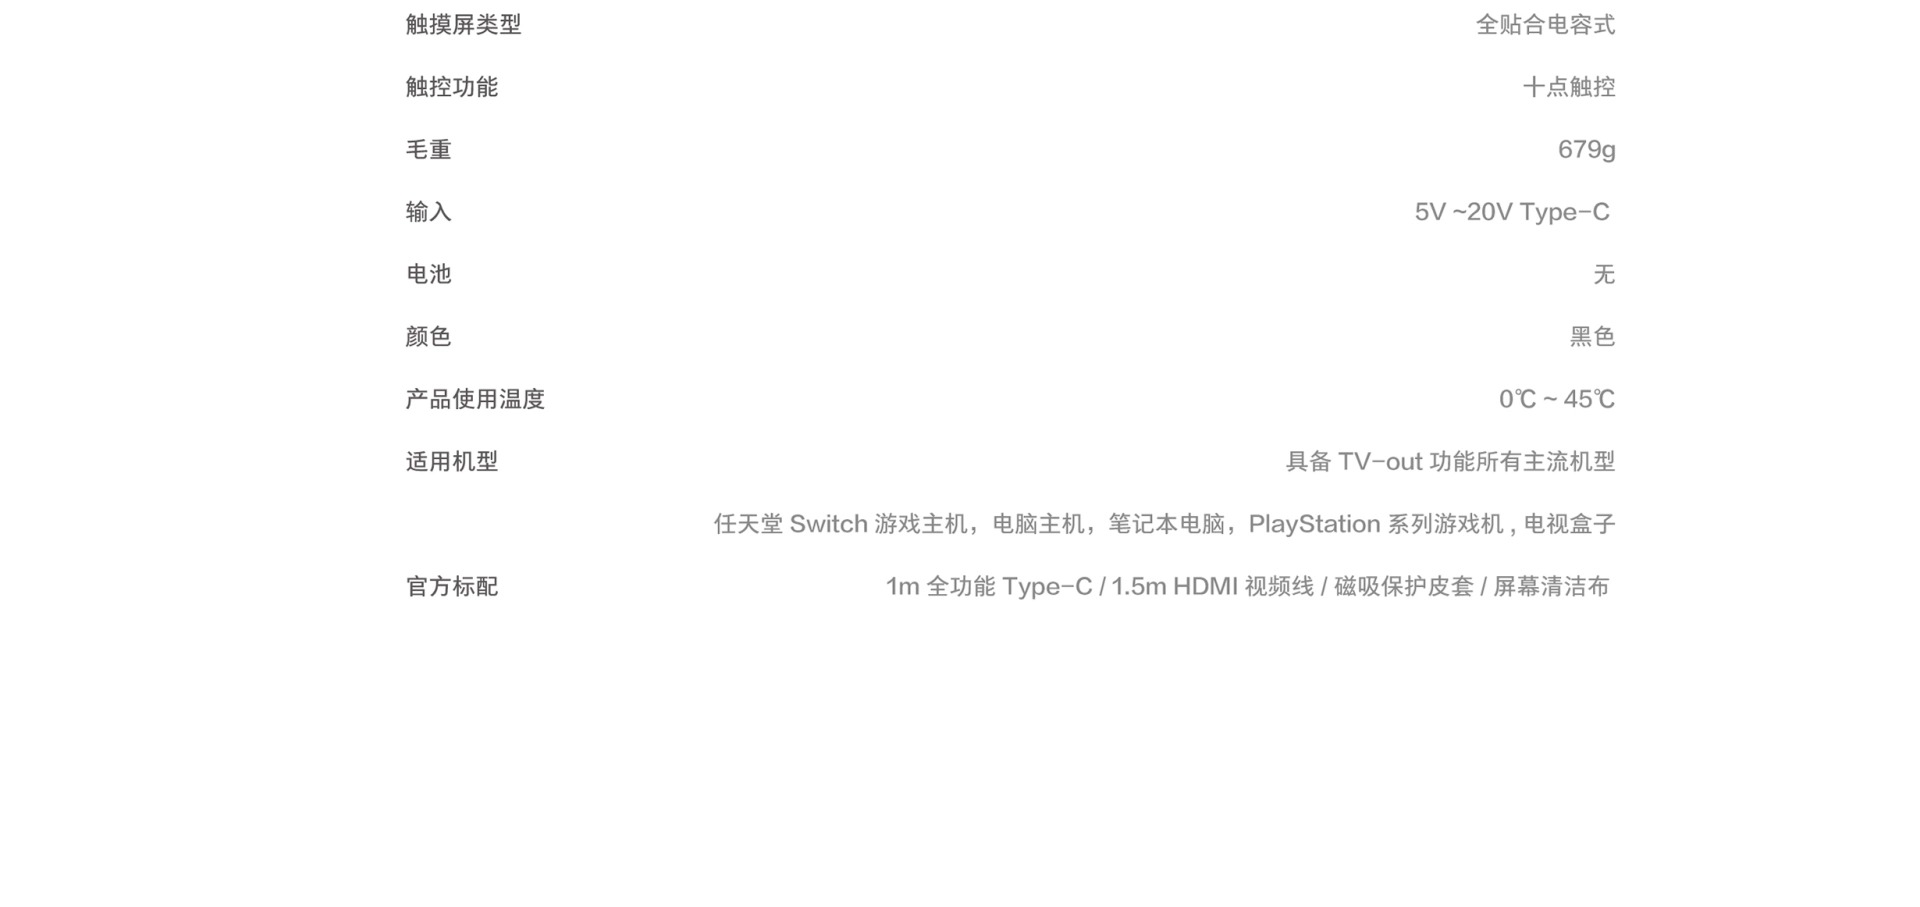 触摸屏类型 全贴合电容式
触控功能 十点触控
毛重 679g
输入 5V ~20V Type-C
电池 无
颜色 黑色
产品使用温度 0℃ ~ 45℃
适用机型 具备 TV-out 功能所有主流机型
任天堂 Switch 游戏主机，电脑主机，笔记本电脑，PlayStation 系列游戏机 , 电视盒子
官方标配 1m 全功能 Type-C / 1.5m HDMI 视频线 / 磁吸保护皮套 / 屏幕清洁布